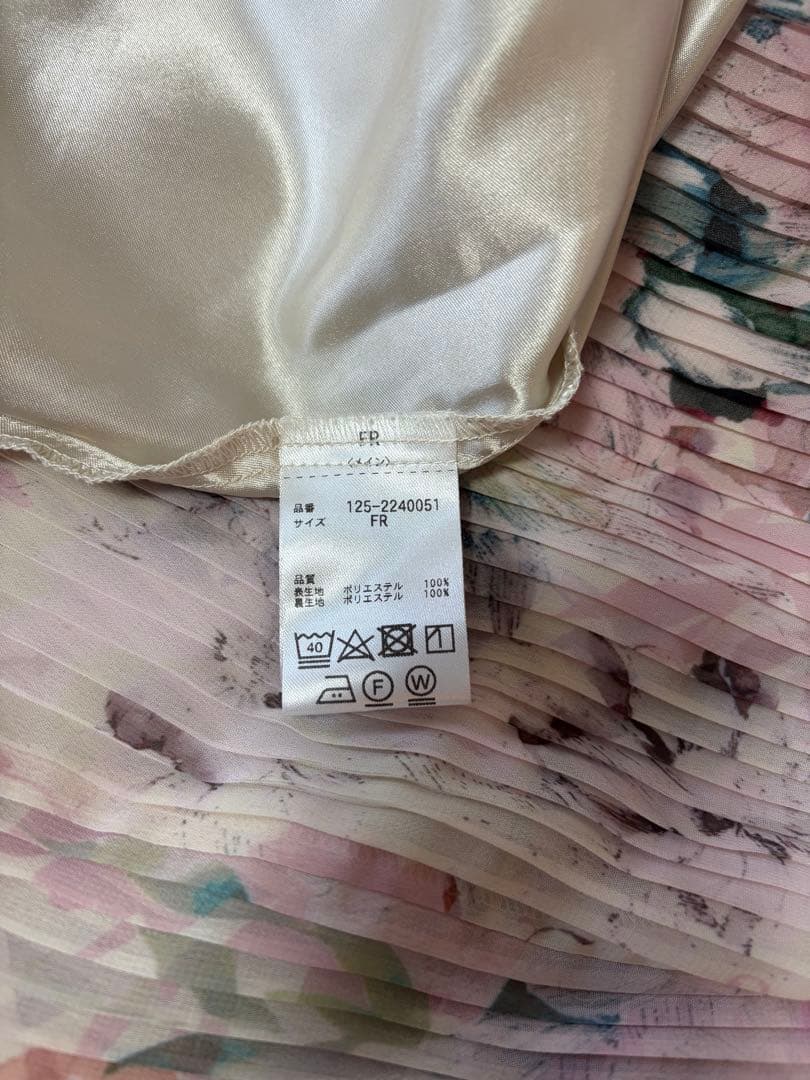 FR
〈メイン〉
品番 125-2240051
サイズ FR
品質
表生地 ポリエステル 100%
裏生地 ポリエステル 100%
40
F W